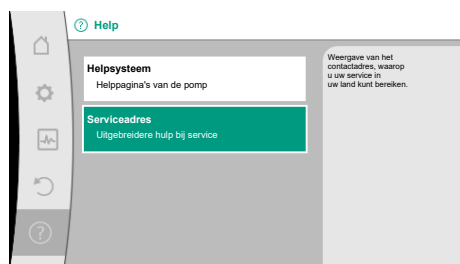 Help
Helpsysteem
Helppagina's van de pomp
Serviceadres
Uitgebreidere hulp bij service
Weergave van het
contactadres, waarop
u uw service in
uw land kunt bereiken.